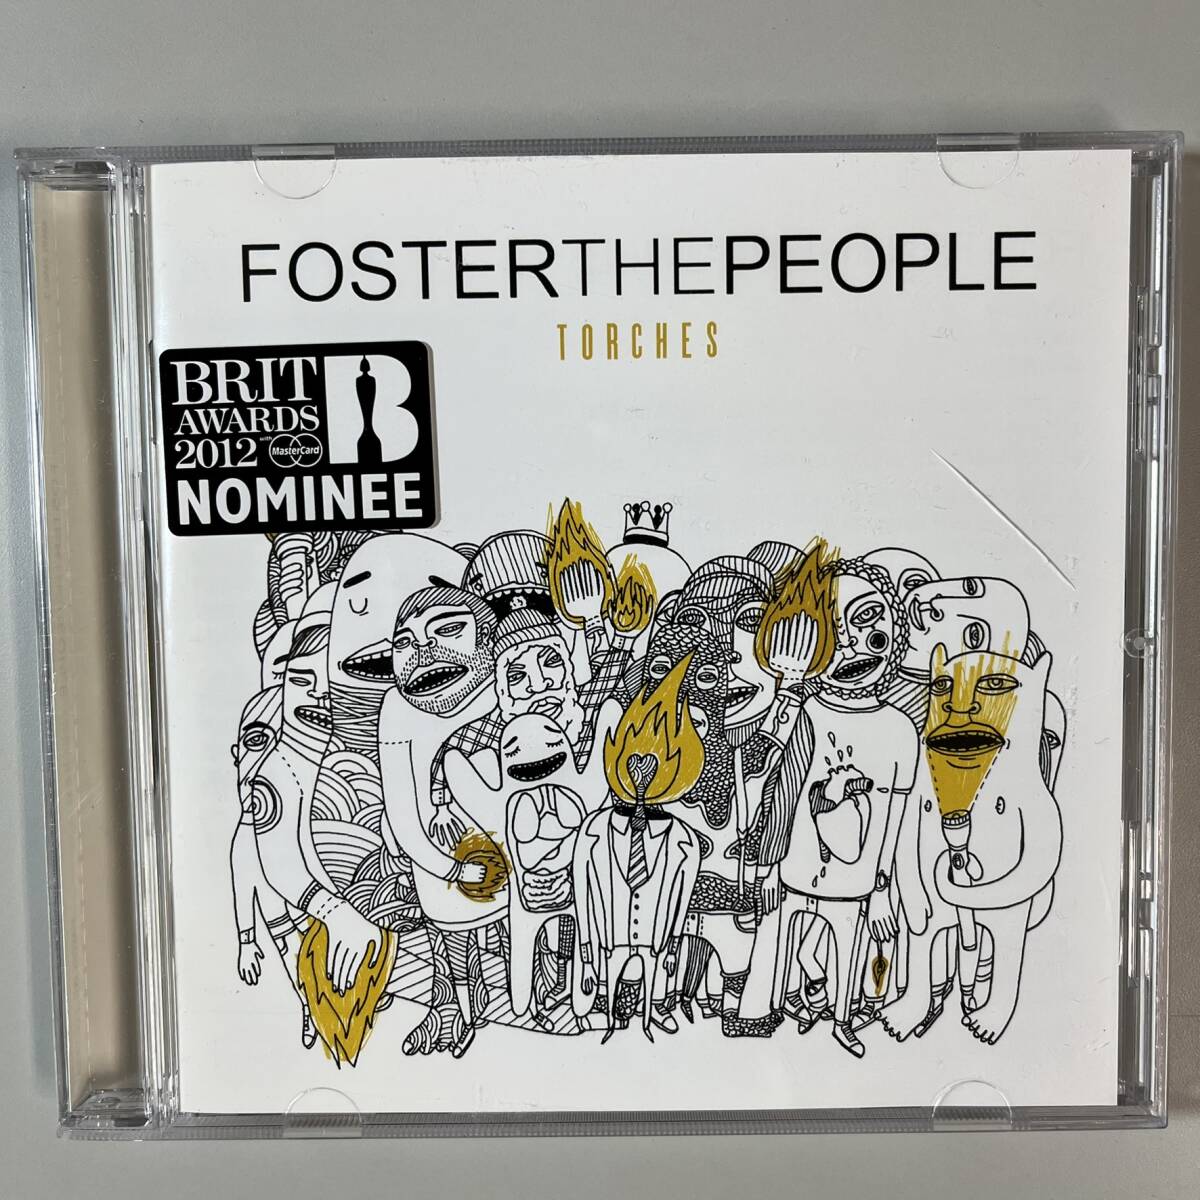 FOSTERTHEPEOPLE
TORCHES
BRIT
AWARDS
2012 with MasterCard
B
NOMINEE